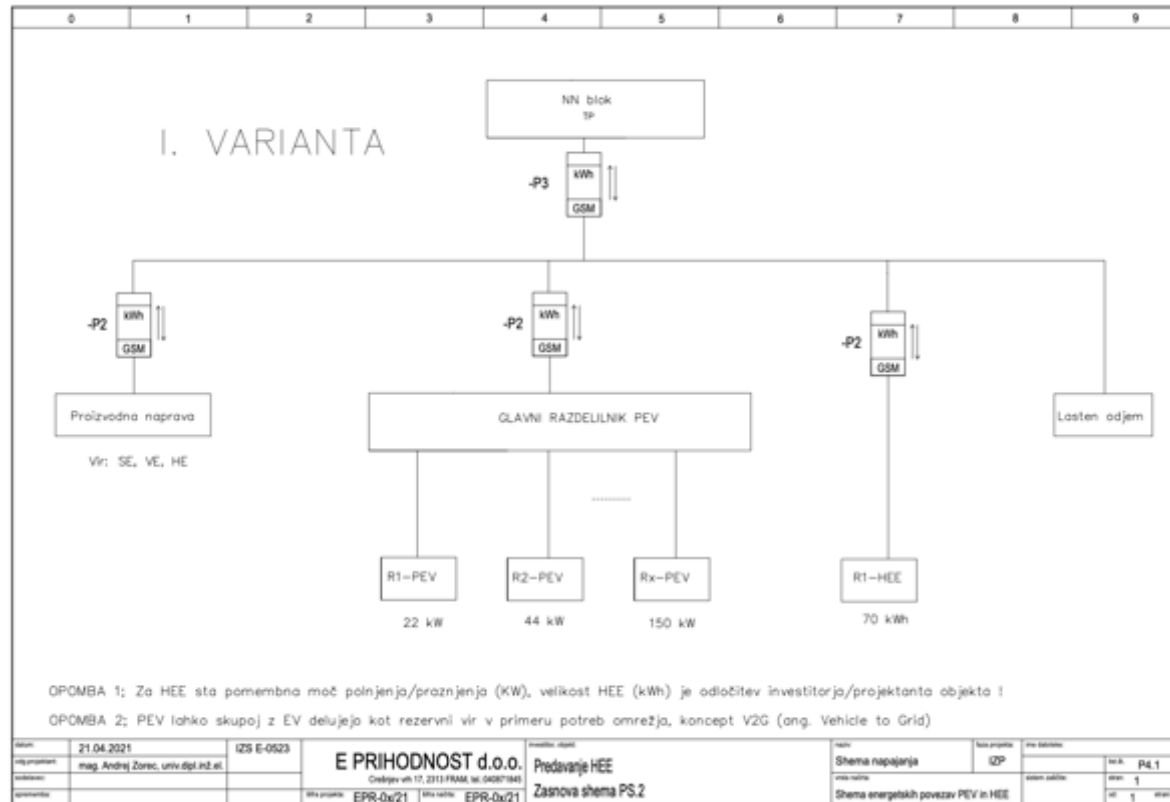 0 1 2 3 4 5 6 7 8 9
NN blok
TP
I. VARIANTA
-P3
kWh
GSM
-P2
kWh
GSM
-P2
kWh
GSM
-P2
kWh
GSM
Proizvodna naprava
GLAVNI RAZDELILNIK PEV
Lasten odjem
Vir: SE, VE, HE
R1-PEV
R2-PEV
Rx-PEV
R1-HEE
22 kW
44 kW
150 kW
70 kWh
OPOMBA 1; Za HEE sta pomembna moč polnjenja/praznjenja (KW), velikost HEE (kWh) je odločitev investitorja/projektanta objekta !
OPOMBA 2; PEV lahko skupaj z EV delujejo kot rezervni vir v primeru potreb omrežja, koncept V2G (ang. Vehicle to Grid)
datum: 21.04.2021 IZS E-0523
mag. Andrej Zorec, univ.dipl.inž.el.
E PRIHODNOST d.o.o.
EPR-0x/21 EPR-0x/21
Predavanje HEE
Zasnova shema PS.2
Shema napajanja
IZP
P4.1
Shema energetskih povezav PEV in HEE
1
1